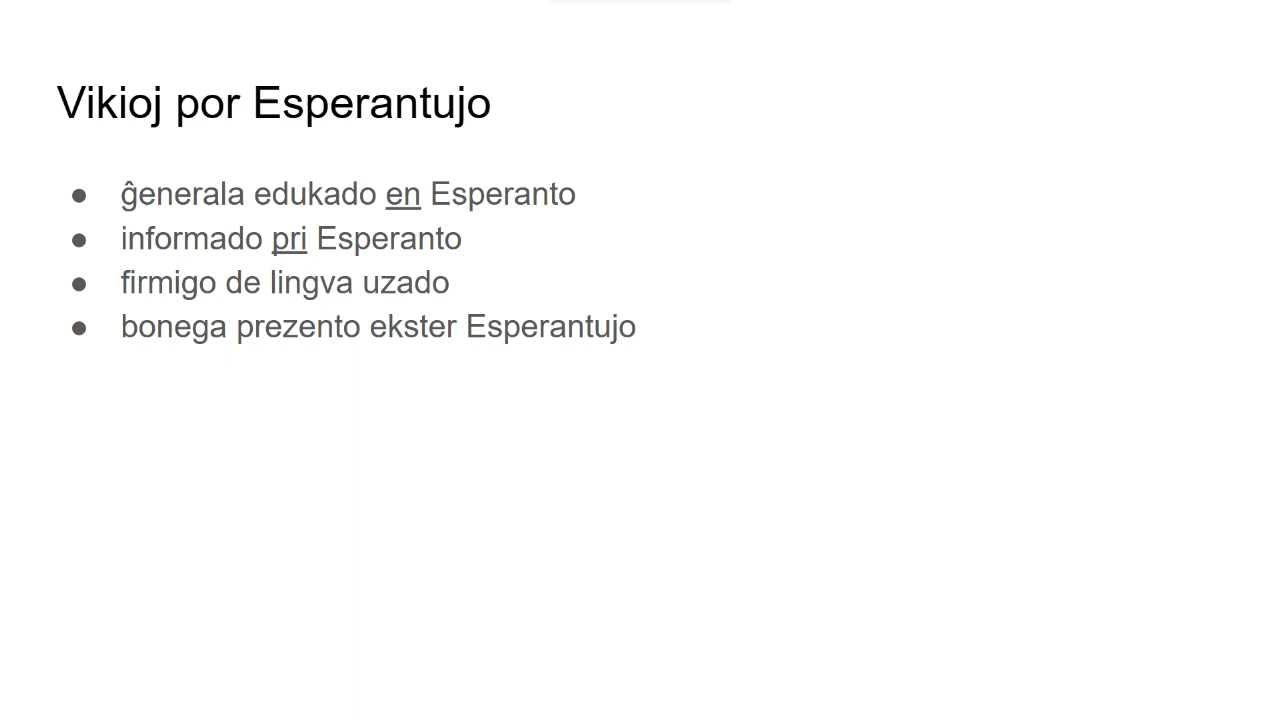 Vikioj por Esperantujo
● ĝenerala edukado en Esperanto
● informado pri Esperanto
● firmigo de lingva uzado
● bonega prezento ekster Esperantujo